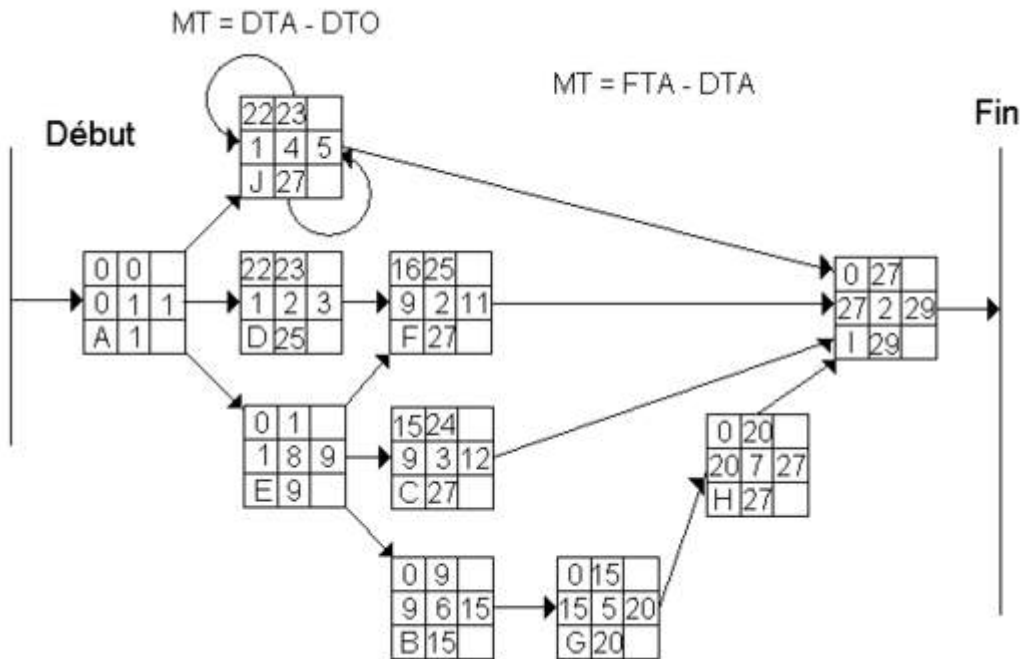 MT = DTA - DTO
MT = FTA - DTA
Début
Fin
22 23
1 4 5
J 27
0 0
0 1 1
A 1
22 23
1 2 3
D 25
16 25
9 2 11
F 27
0 27
27 2 29
I 29
0 1
1 8 9
E 9
15 24
9 3 12
C 27
0 20
20 7 27
H 27
0 9
9 6 15
B 15
0 15
15 5 20
G 20